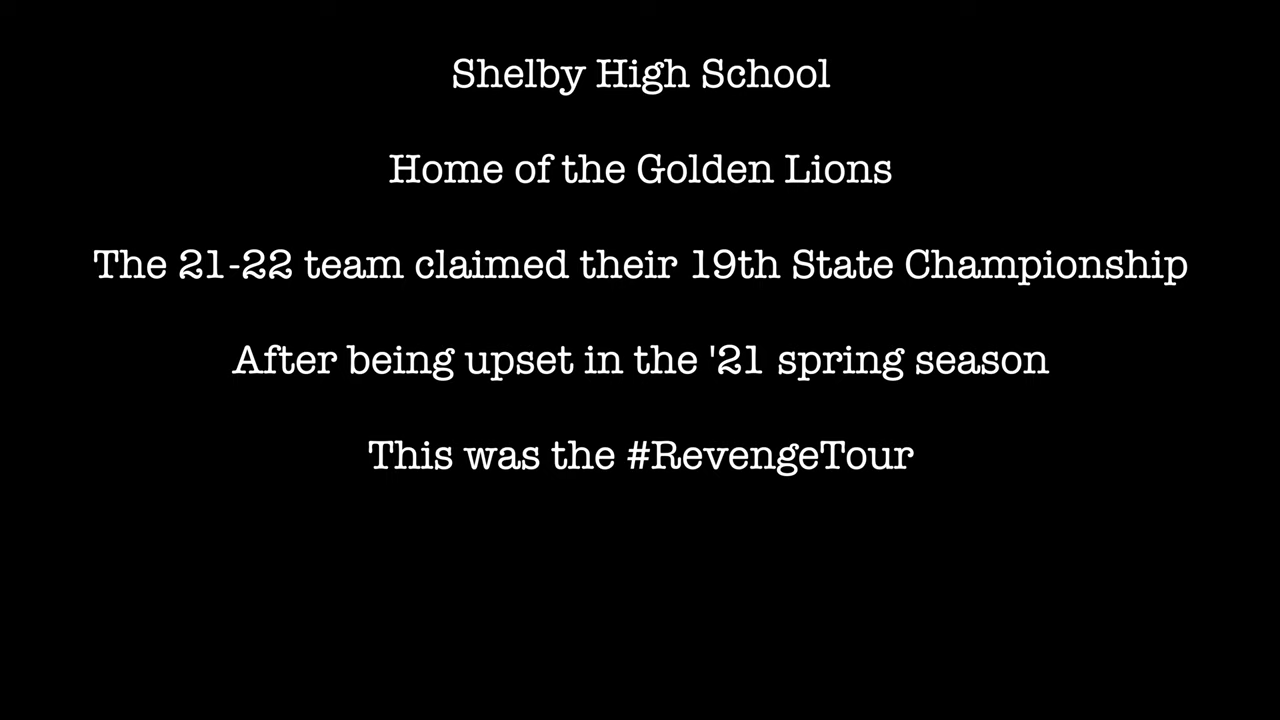 Shelby High School
Home of the Golden Lions
The 21-22 team claimed their 19th State Championship
After being upset in the '21 spring season
This was the #RevengeTour